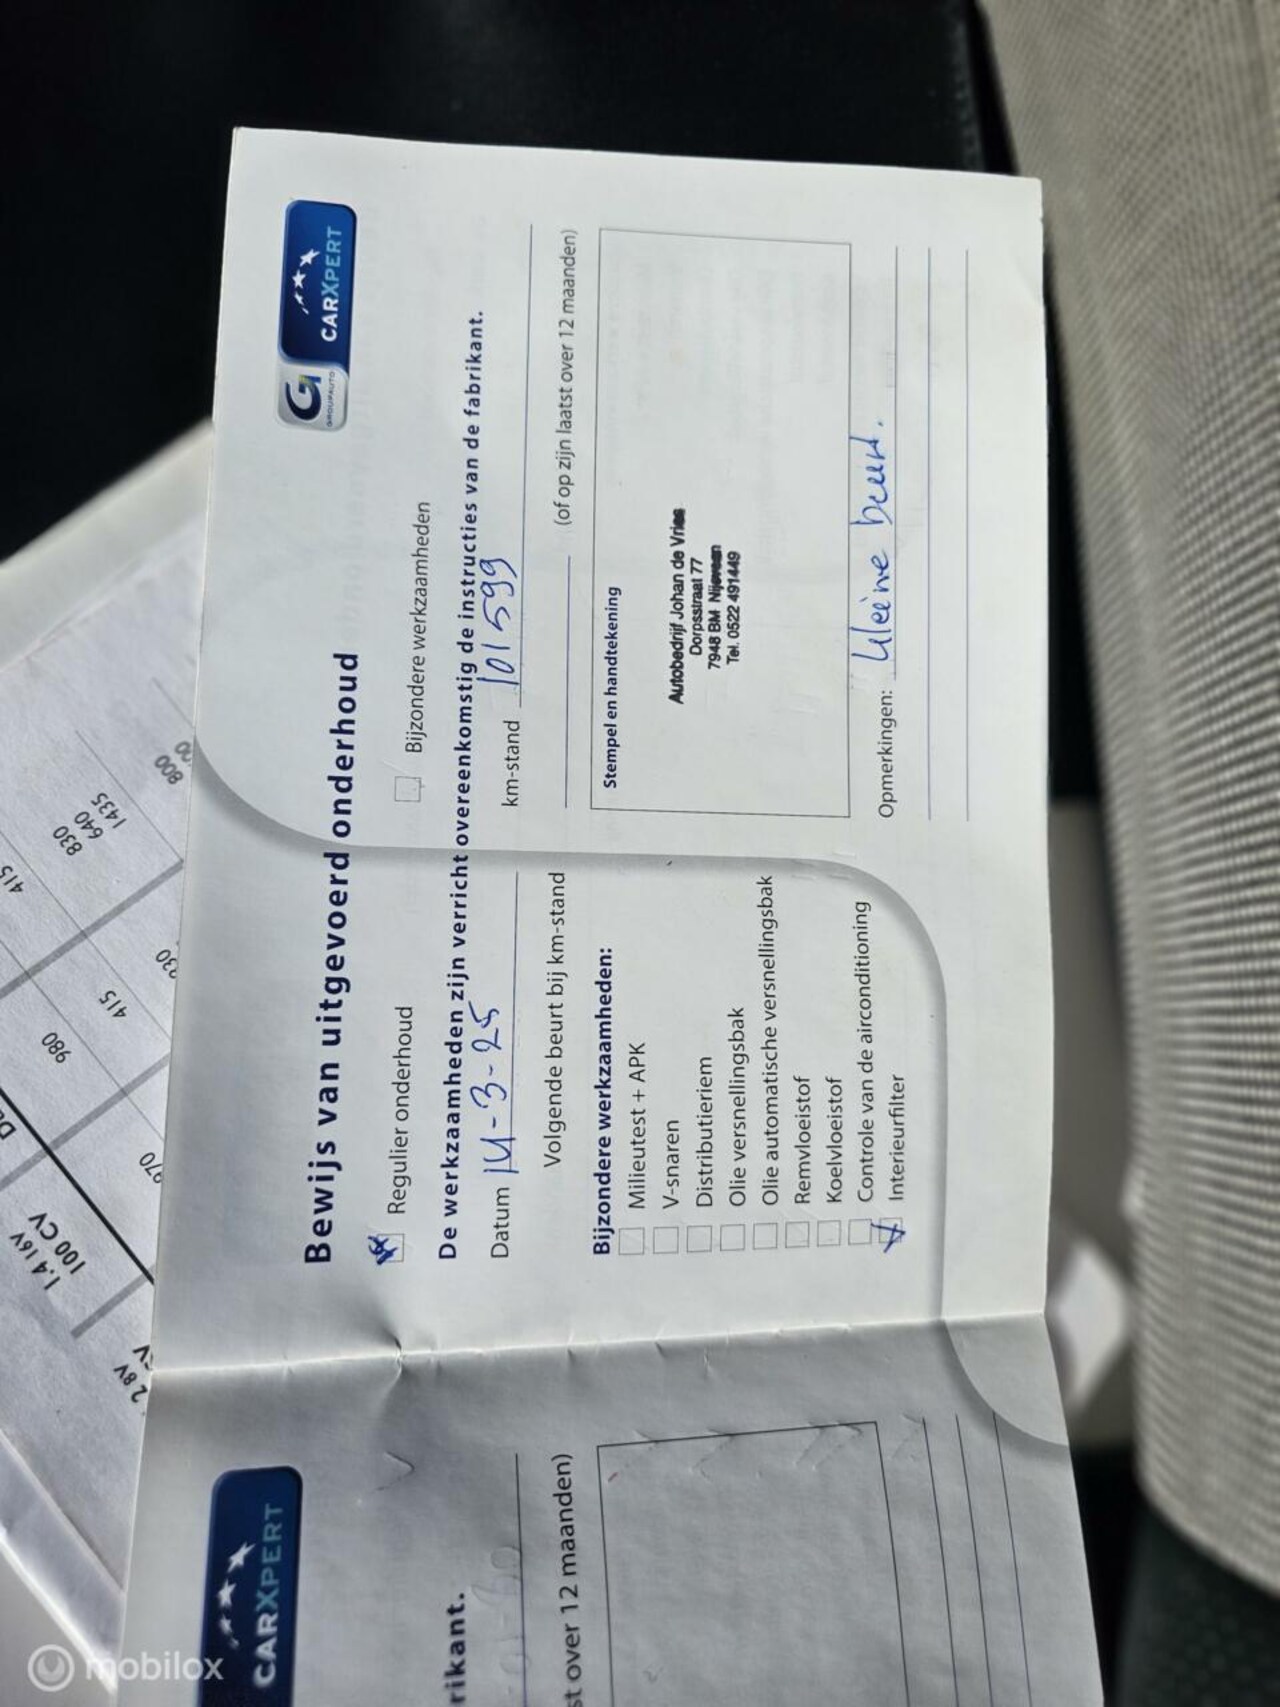 G
GROUPAUTO
CARXPERT
Bewijs van uitgevoerd onderhoud
Regulier onderhoud
Bijzondere werkzaamheden
De werkzaamheden zijn verricht overeenkomstig de instructies van de fabrikant.
Datum 14-3-25 km-stand 101599
Volgende beurt bij km-stand (of op zijn laatst over 12 maanden)
Bijzondere werkzaamheden:
Milieutest + APK
V-snaren
Distributieriem
Olie versnellingsbak
Olie automatische versnellingsbak
Remvloeistof
Koelvloeistof
Controle van de airconditioning
Interieurfilter
Stempel en handtekening
Autobedrijf Johan de Vries
Dorpsstraat 77
7948 BM Nijeveen
Tel. 0522 491449
Opmerkingen: kleine beurt.
CARXPERT
rikant.
st over 12 maanden)
1.4 16V
100 CV
980
415
830
640
1435
800
415
mobilox